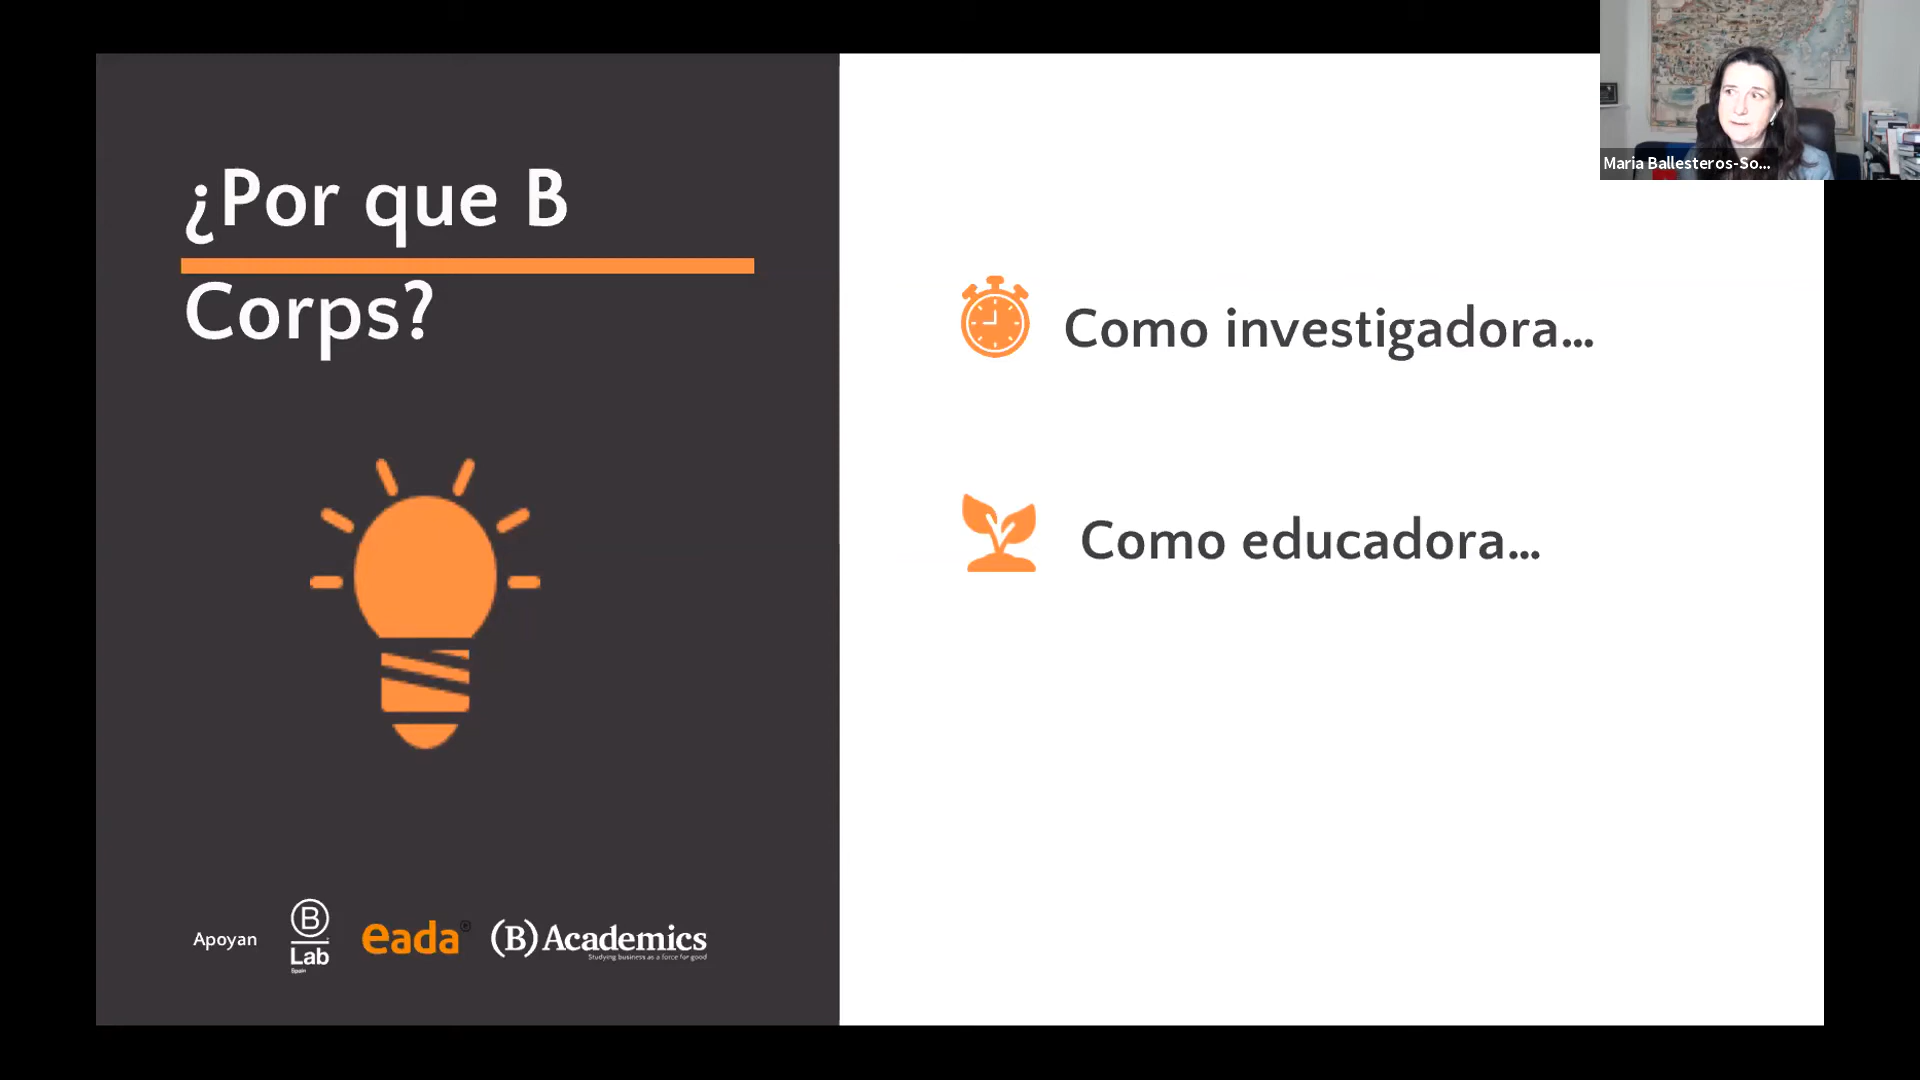 ¿Por que B
Corps?
Como investigadora...
Como educadora...
Apoyan
B
Lab
Spain
eada
(B) Academics
Studying business as a force for good
Maria Ballesteros-So...